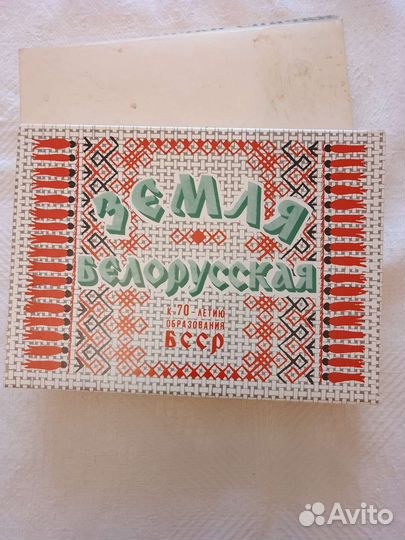 ЗЕМЛЯ
БЕЛОРУССКАЯ
К 70-ЛЕТИЮ
ОБРАЗОВАНИЯ
БССР
Avito